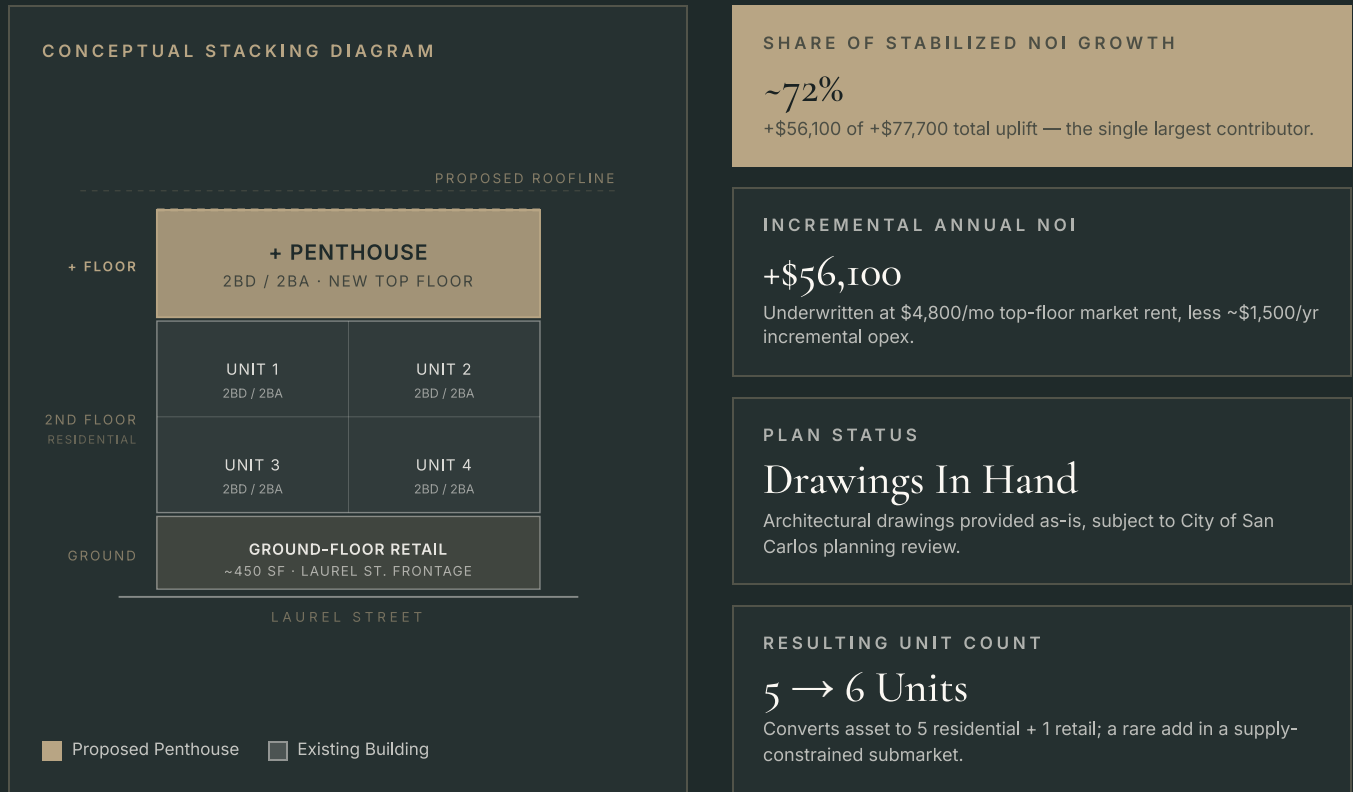 CONCEPTUAL STACKING DIAGRAM
PROPOSED ROOFLINE
+ FLOOR
+ PENTHOUSE
2BD / 2BA · NEW TOP FLOOR
2ND FLOOR
RESIDENTIAL
UNIT 1
2BD / 2BA
UNIT 2
2BD / 2BA
UNIT 3
2BD / 2BA
UNIT 4
2BD / 2BA
GROUND
GROUND-FLOOR RETAIL
~450 SF · LAUREL ST. FRONTAGE
LAUREL STREET
Proposed Penthouse
Existing Building
SHARE OF STABILIZED NOI GROWTH
~72%
+$56,100 of +$77,700 total uplift — the single largest contributor.
INCREMENTAL ANNUAL NOI
+$56,100
Underwritten at $4,800/mo top-floor market rent, less ~$1,500/yr
incremental opex.
PLAN STATUS
Drawings In Hand
Architectural drawings provided as-is, subject to City of San
Carlos planning review.
RESULTING UNIT COUNT
5 → 6 Units
Converts asset to 5 residential + 1 retail; a rare add in a supply-
constrained submarket.